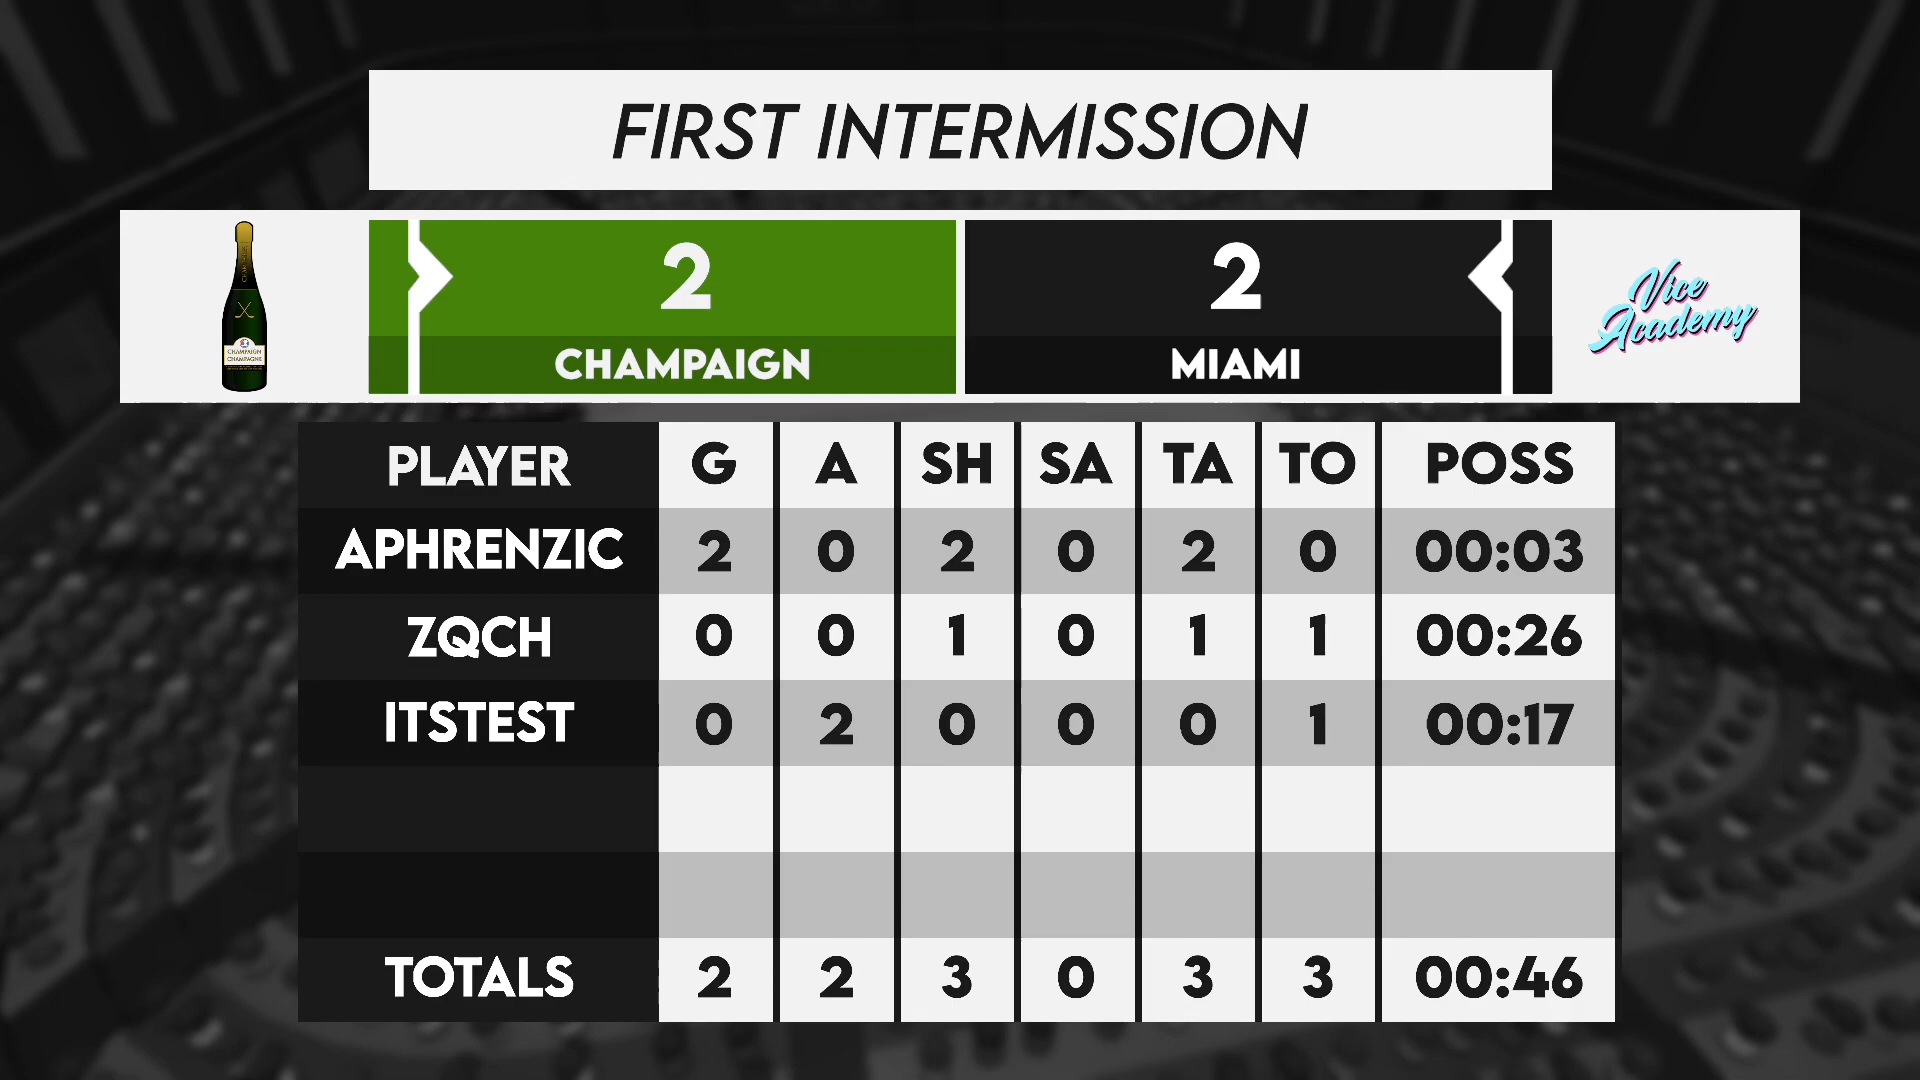 FIRST INTERMISSION
2
CHAMPAIGN
2
MIAMI
CHAMPAIGN
CHAMPAGNE
Vice
Academy
PLAYER G A SH SA TA TO POSS
APHRENZIC 2 0 2 0 2 0 00:03
ZQCH 0 0 1 0 1 1 00:26
ITSTEST 0 2 0 0 0 1 00:17
TOTALS 2 2 3 0 3 3 00:46